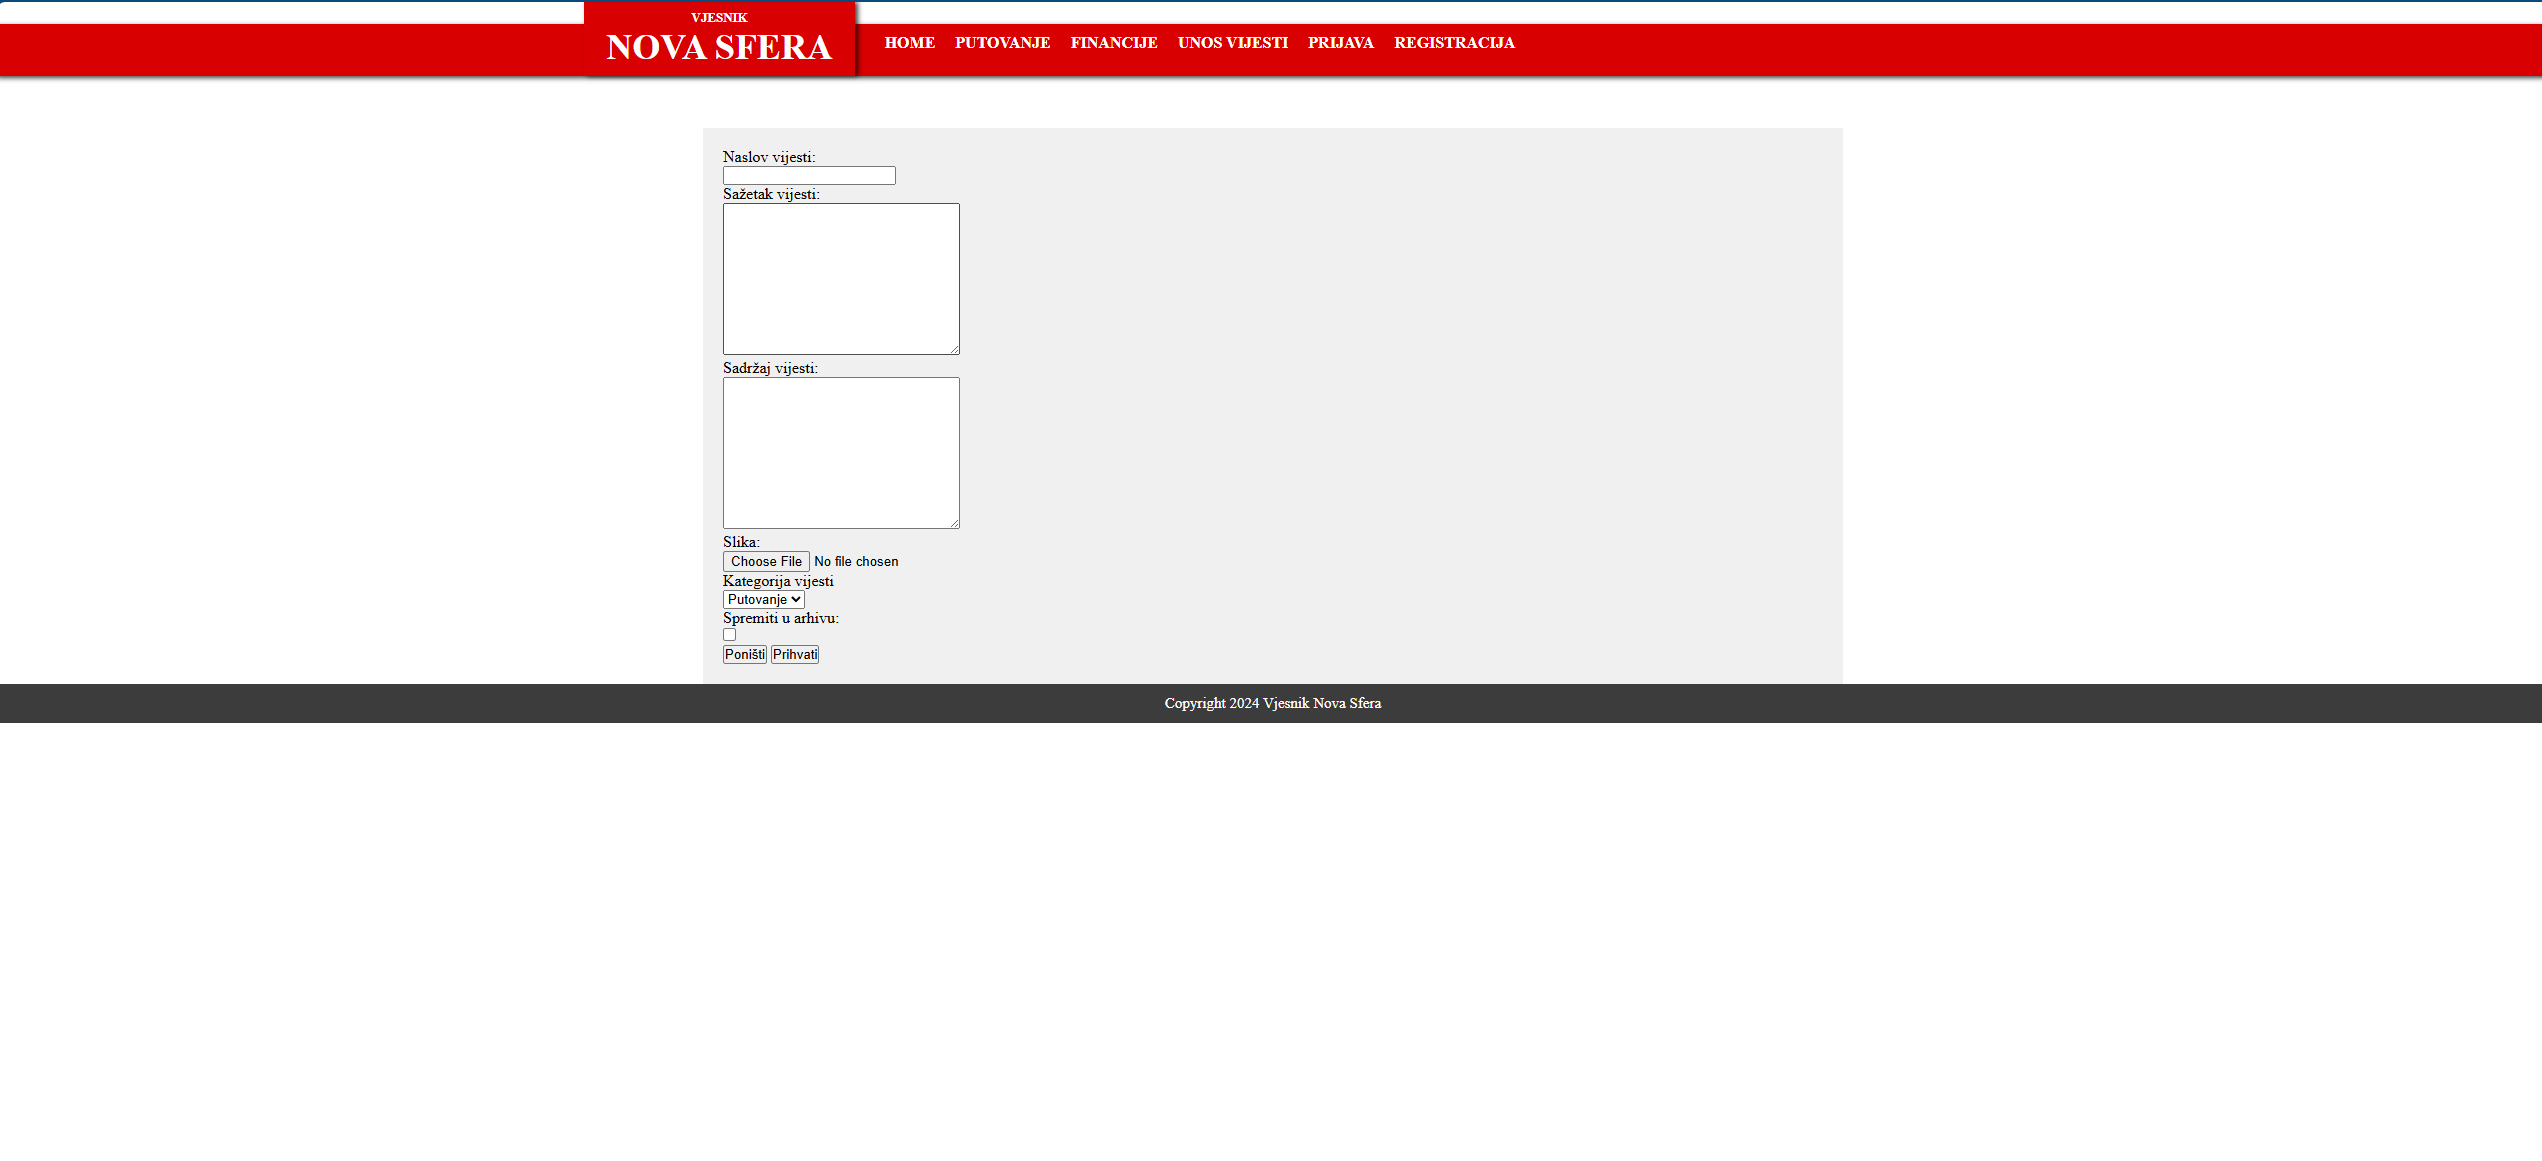 VJESNIK
NOVA SFERA
HOME PUTOVANJE FINANCIJE UNOS VIJESTI PRIJAVA REGISTRACIJA
Naslov vijesti:
Sažetak vijesti:
Sadržaj vijesti:
Slika:
Choose File No file chosen
Kategorija vijesti
Putovanje
Spremiti u arhivu:
Poništi Prihvati
Copyright 2024 Vjesnik Nova Sfera